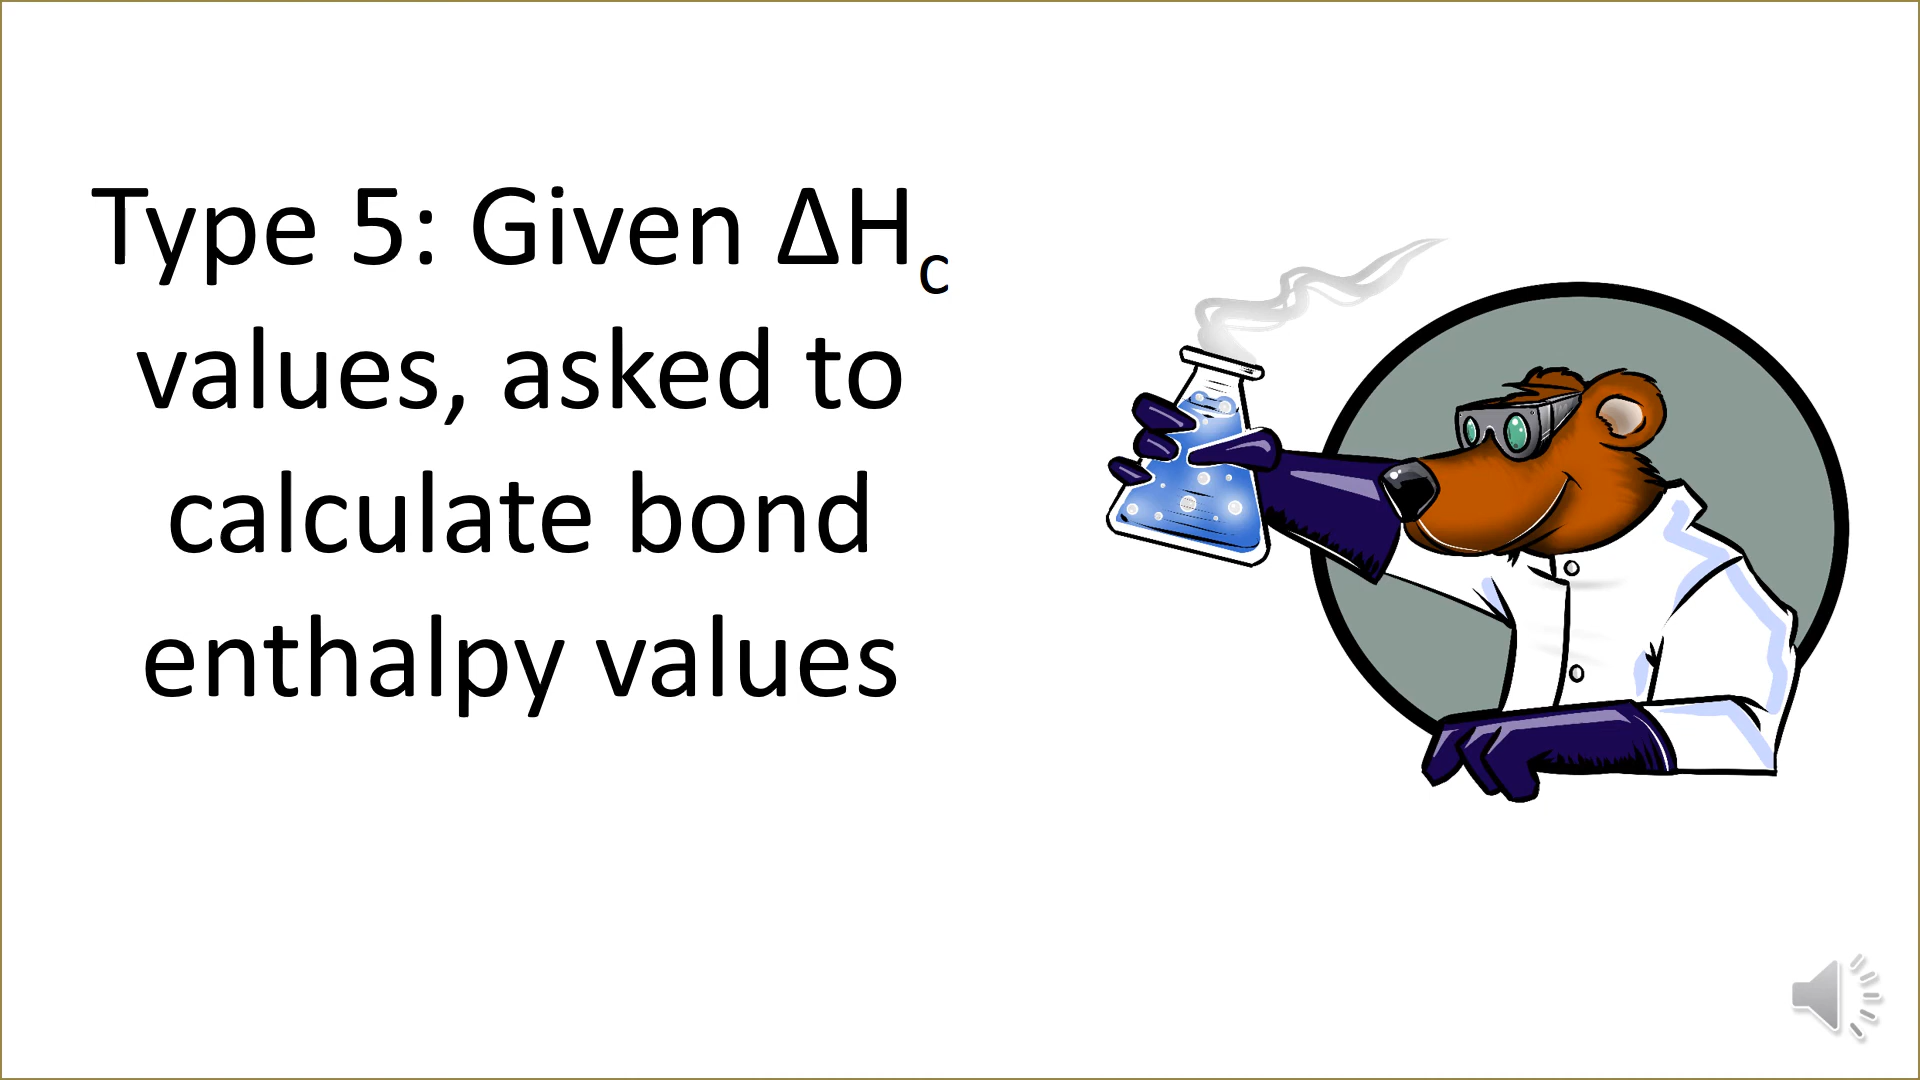 Type 5: Given ΔHc
values, asked to
calculate bond
enthalpy values